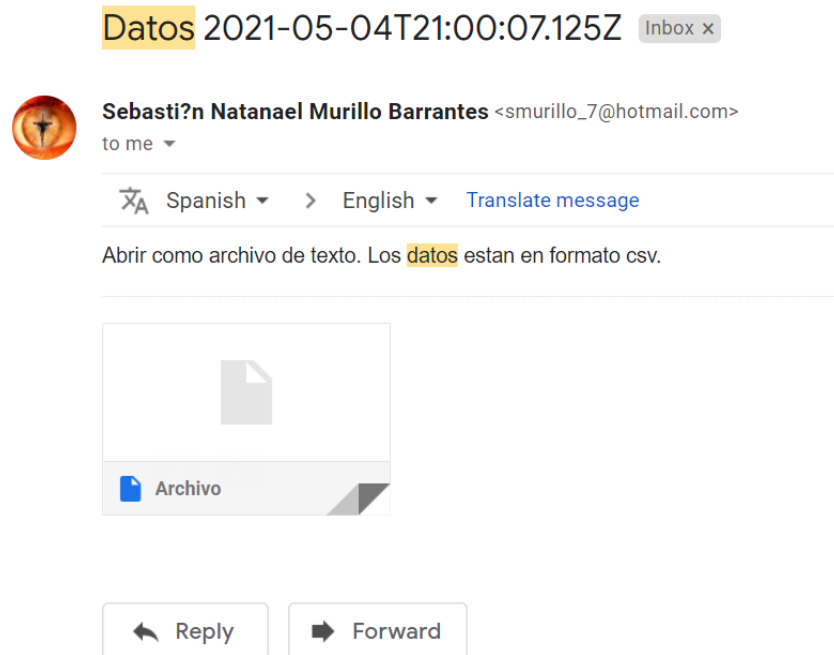 Datos 2021-05-04T21:00:07.125Z Inbox ×
Sebasti?n Natanael Murillo Barrantes <smurillo_7@hotmail.com>
to me
Spanish > English Translate message
Abrir como archivo de texto. Los datos estan en formato csv.
Archivo
Reply Forward